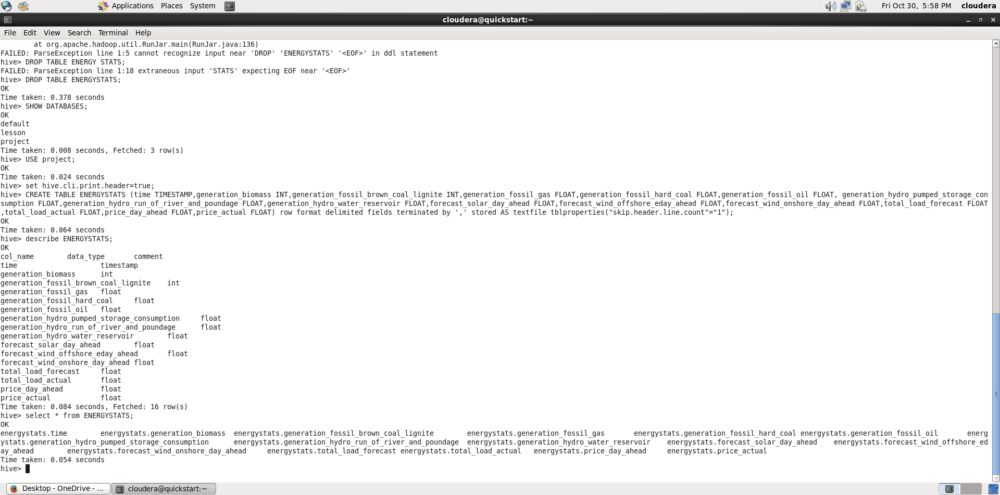 Applications Places System Fri Oct 30, 5:58 PM cloudera
cloudera@quickstart:~
File Edit View Search Terminal Help
at org.apache.hadoop.util.RunJar.main(RunJar.java:136)
FAILED: ParseException line 1:5 cannot recognize input near 'DROP' 'ENERGYSTATS' '<EOF>' in ddl statement
hive> DROP TABLE ENERGY STATS;
FAILED: ParseException line 1:18 extraneous input 'STATS' expecting EOF near '<EOF>'
hive> DROP TABLE ENERGYSTATS;
OK
Time taken: 0.378 seconds
hive> SHOW DATABASES;
OK
default
lesson
project
Time taken: 0.008 seconds, Fetched: 3 row(s)
hive> USE project;
OK
Time taken: 0.024 seconds
hive> set hive.cli.print.header=true;
hive> CREATE TABLE ENERGYSTATS (time TIMESTAMP,generation_biomass INT,generation_fossil_brown_coal_lignite INT,generation_fossil_gas FLOAT,generation_fossil_hard_coal FLOAT,generation_fossil_oil FLOAT, generation_hydro_pumped_storage_con
sumption FLOAT,generation_hydro_run_of_river_and_poundage FLOAT,generation_hydro_water_reservoir FLOAT,forecast_solar_day_ahead FLOAT,forecast_wind_offshore_eday_ahead FLOAT,forecast_wind_onshore_day_ahead FLOAT,total_load_forecast FLOAT
,total_load_actual FLOAT,price_day_ahead FLOAT,price_actual FLOAT) row format delimited fields terminated by ',' stored AS textfile tblproperties("skip.header.line.count"="1");
OK
Time taken: 0.064 seconds
hive> describe ENERGYSTATS;
OK
col_name data_type comment
time timestamp
generation_biomass int
generation_fossil_brown_coal_lignite int
generation_fossil_gas float
generation_fossil_hard_coal float
generation_fossil_oil float
generation_hydro_pumped_storage_consumption float
generation_hydro_run_of_river_and_poundage float
generation_hydro_water_reservoir float
forecast_solar_day_ahead float
forecast_wind_offshore_eday_ahead float
forecast_wind_onshore_day_ahead float
total_load_forecast float
total_load_actual float
price_day_ahead float
price_actual float
Time taken: 0.084 seconds, Fetched: 16 row(s)
hive> select * from ENERGYSTATS;
OK
energystats.time energystats.generation_biomass energystats.generation_fossil_brown_coal_lignite energystats.generation_fossil_gas energystats.generation_fossil_hard_coal energystats.generation_fossil_oil energ
ystats.generation_hydro_pumped_storage_consumption energystats.generation_hydro_run_of_river_and_poundage energystats.generation_hydro_water_reservoir energystats.forecast_solar_day_ahead energystats.forecast_wind_offshore_ed
ay_ahead energystats.forecast_wind_onshore_day_ahead energystats.total_load_forecast energystats.total_load_actual energystats.price_day_ahead energystats.price_actual
Time taken: 0.054 seconds
hive>
Desktop - OneDrive - ... cloudera@quickstart:~